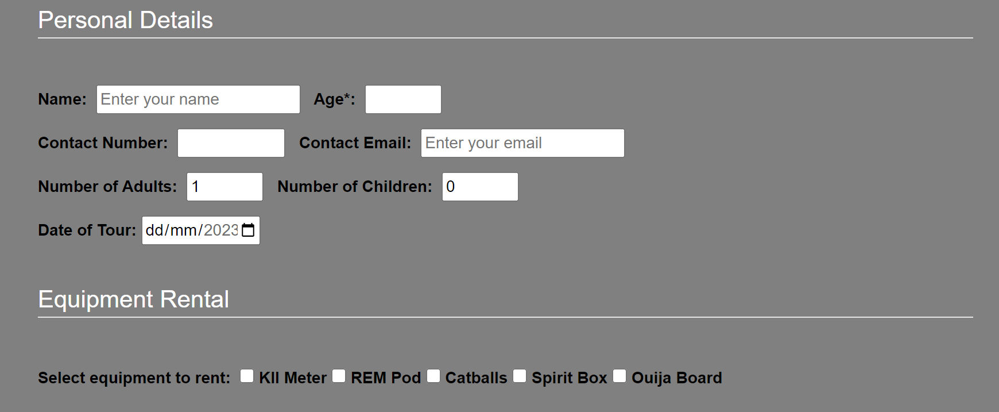 Personal Details
Name: Enter your name Age*:
Contact Number: Contact Email: Enter your email
Number of Adults: 1 Number of Children: 0
Date of Tour: dd/mm/2023
Equipment Rental
Select equipment to rent: KII Meter REM Pod Catballs Spirit Box Ouija Board